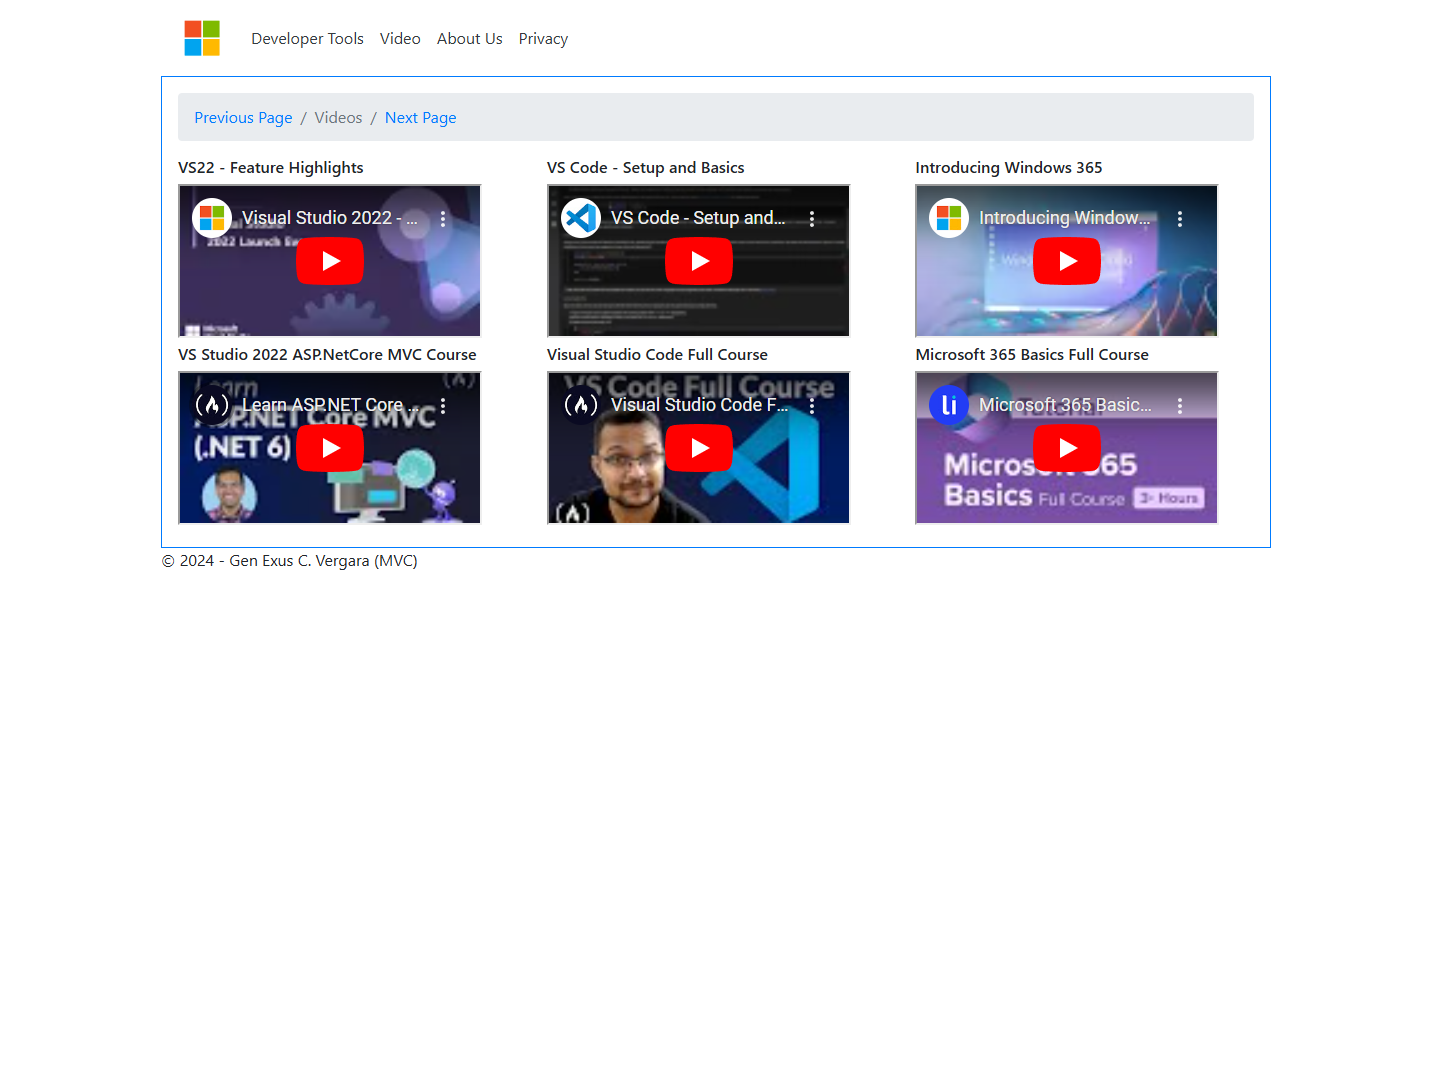 Developer Tools Video About Us Privacy
Previous Page / Videos / Next Page
VS22 - Feature Highlights
Visual Studio 2022 - ...
2022 Launch
Microsoft
VS Code - Setup and Basics
VS Code - Setup and...
Introducing Windows 365
Introducing Window...
VS Studio 2022 ASP.NetCore MVC Course
Learn
Learn ASP.NET Core ...
ASP.NET Core MVC
(.NET 6)
Visual Studio Code Full Course
VS Code Full Course
Visual Studio Code F...
Microsoft 365 Basics Full Course
Microsoft 365 Basic...
Microsoft 365
Basics Full Course 3+ Hours
© 2024 - Gen Exus C. Vergara (MVC)